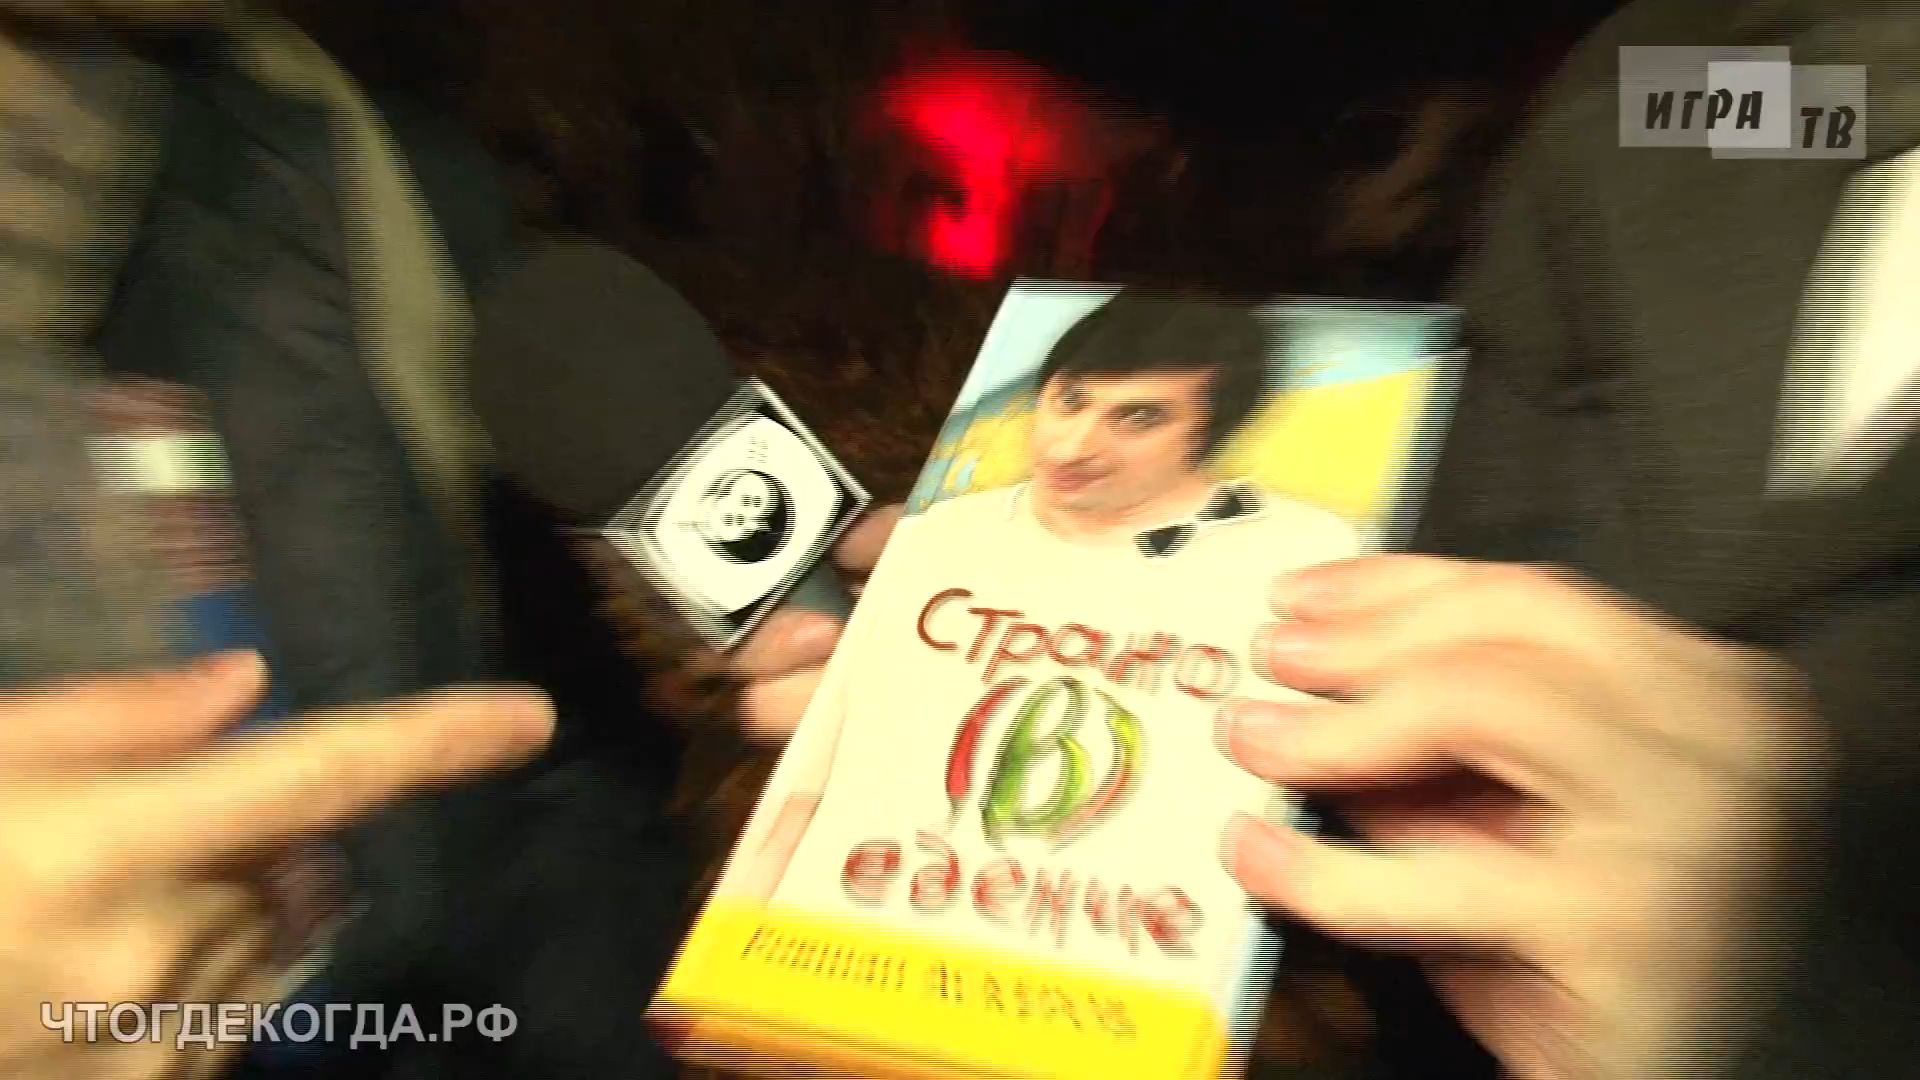 ИГРА
ТВ
страно
в
едение
ЧТОГДЕКОГДА.РФ